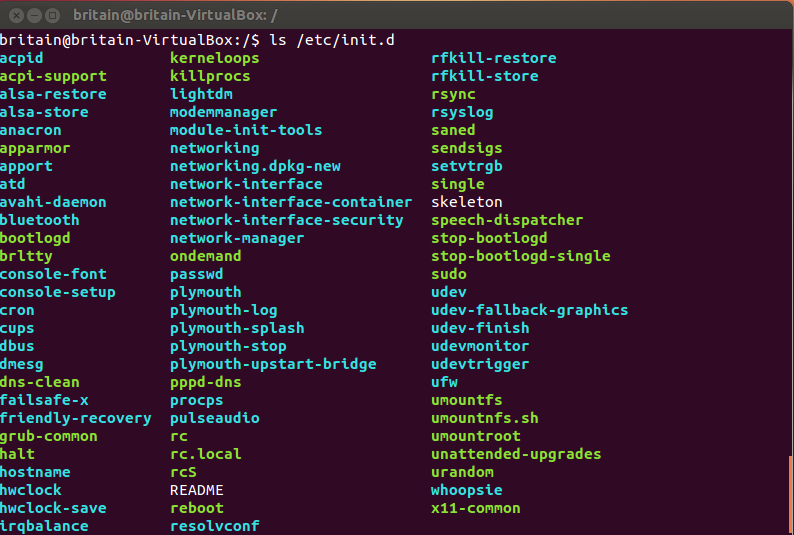 britain@britain-VirtualBox: /
britain@britain-VirtualBox:/$ ls /etc/init.d
acpid kerneloops rfkill-restore
acpi-support killprocs rfkill-store
alsa-restore lightdm rsync
alsa-store modemmanager rsyslog
anacron module-init-tools saned
apparmor networking sendsigs
apport networking.dpkg-new setvtrgb
atd network-interface single
avahi-daemon network-interface-container skeleton
bluetooth network-interface-security speech-dispatcher
bootlogd network-manager stop-bootlogd
brltty ondemand stop-bootlogd-single
console-font passwd sudo
console-setup plymouth udev
cron plymouth-log udev-fallback-graphics
cups plymouth-splash udev-finish
dbus plymouth-stop udevmonitor
dmesg plymouth-upstart-bridge udevtrigger
dns-clean pppd-dns ufw
failsafe-x procps umountfs
friendly-recovery pulseaudio umountnfs.sh
grub-common rc umountroot
halt rc.local unattended-upgrades
hostname rcS urandom
hwclock README whoopsie
hwclock-save reboot x11-common
irqbalance resolvconf